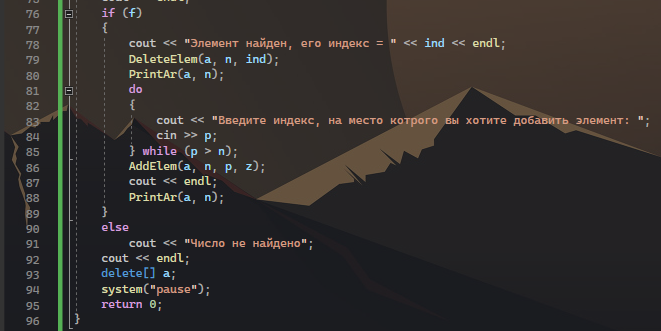 76 if (f)
77 {
78 cout << "Элемент найден, его индекс = " << ind << endl;
79 DeleteElem(a, n, ind);
80 PrintAr(a, n);
81 do
82 {
83 cout << "Введите индекс, на место котрого вы хотите добавить элемент: ";
84 cin >> p;
85 } while (p > n);
86 AddElem(a, n, p, z);
87 cout << endl;
88 PrintAr(a, n);
89 }
90 else
91 cout << "Число не найдено";
92 cout << endl;
93 delete[] a;
94 system("pause");
95 return 0;
96 }